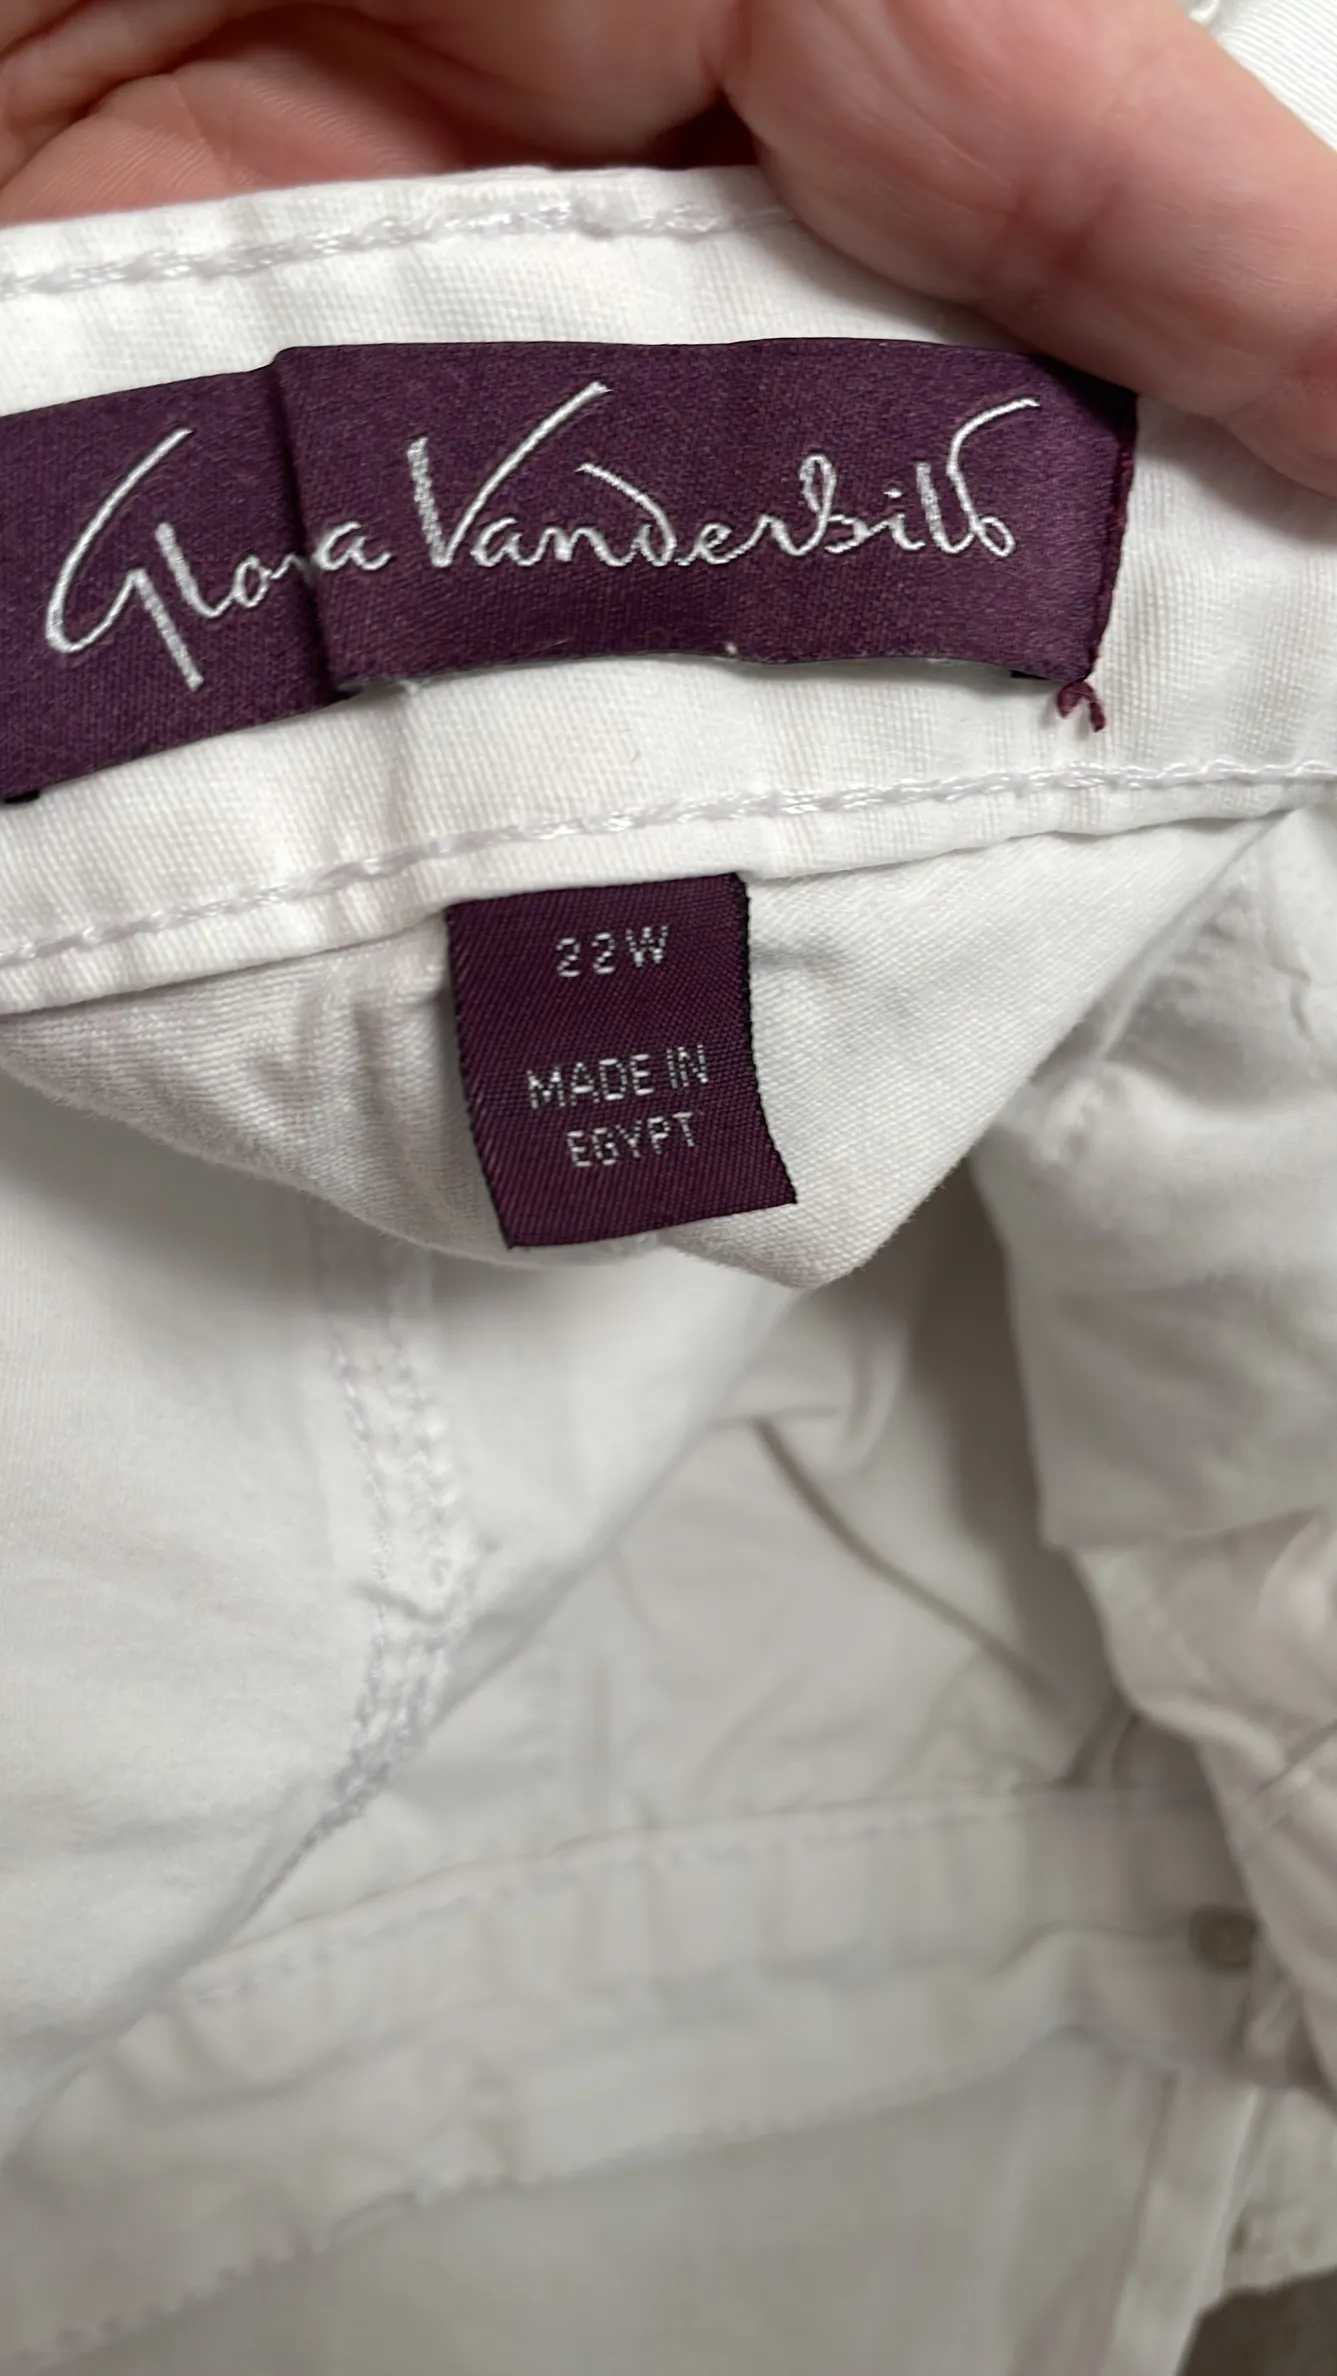 Gloria Vanderbilt
22W
MADE IN
EGYPT